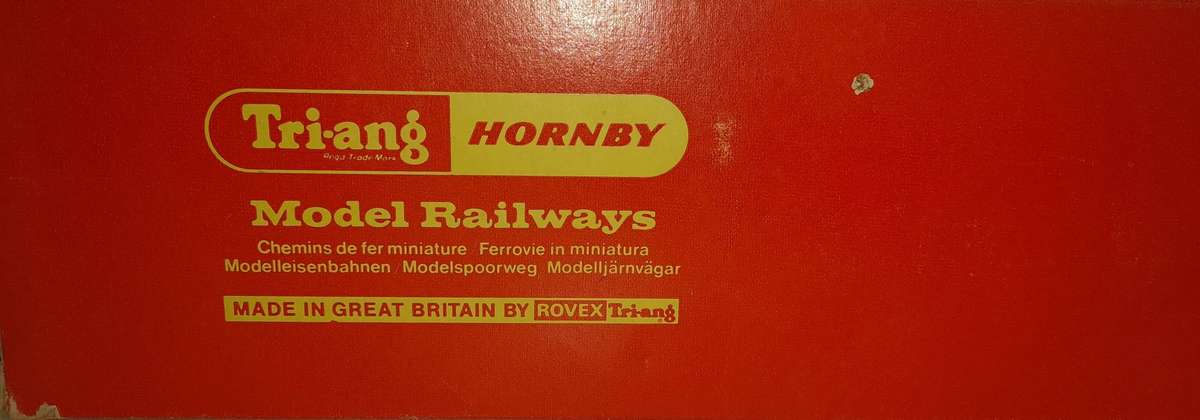 Tri-ang HORNBY
Regd Trade Mark
Model Railways
Chemins de fer miniature / Ferrovie in miniatura
Modelleisenbahnen / Modelspoorweg Modelljärnvägar
MADE IN GREAT BRITAIN BY ROVEX Tri-ang